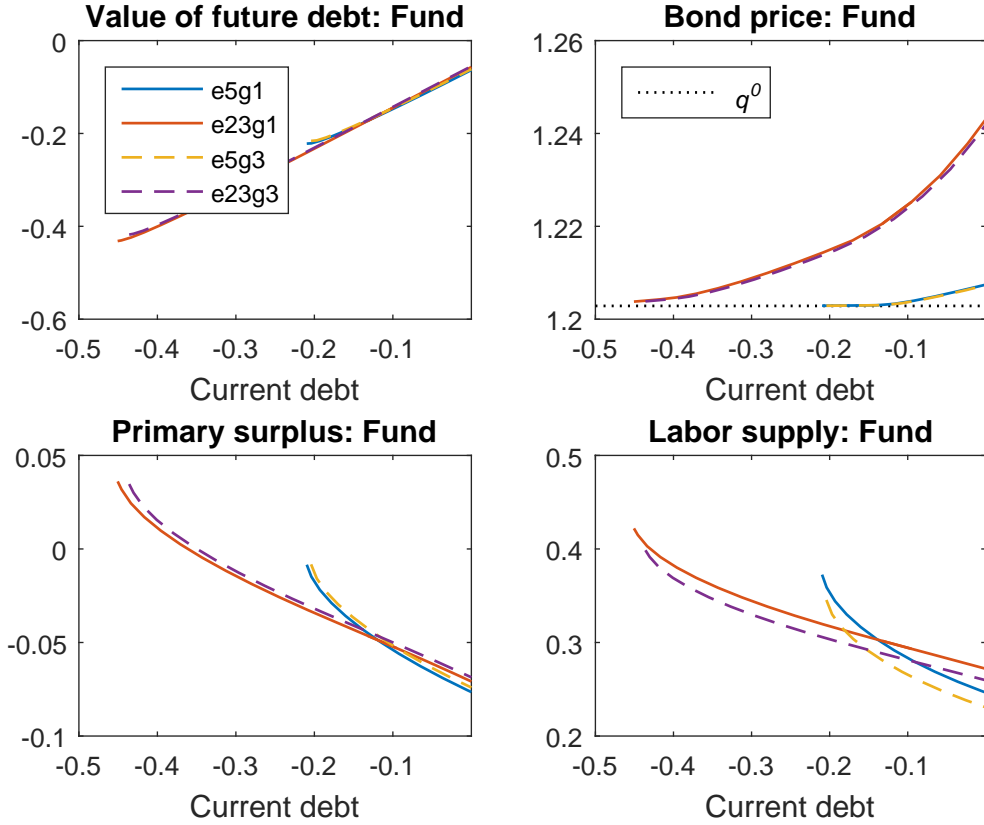 Value of future debt: Fund
0
-0.2
-0.4
-0.6
e5g1
e23g1
e5g3
e23g3
-0.5 -0.4 -0.3 -0.2 -0.1
Current debt
Bond price: Fund
1.26
1.24
1.22
1.2
q⁰
-0.5 -0.4 -0.3 -0.2 -0.1
Current debt
Primary surplus: Fund
0.05
0
-0.05
-0.1
-0.5 -0.4 -0.3 -0.2 -0.1
Current debt
Labor supply: Fund
0.5
0.4
0.3
0.2
-0.5 -0.4 -0.3 -0.2 -0.1
Current debt